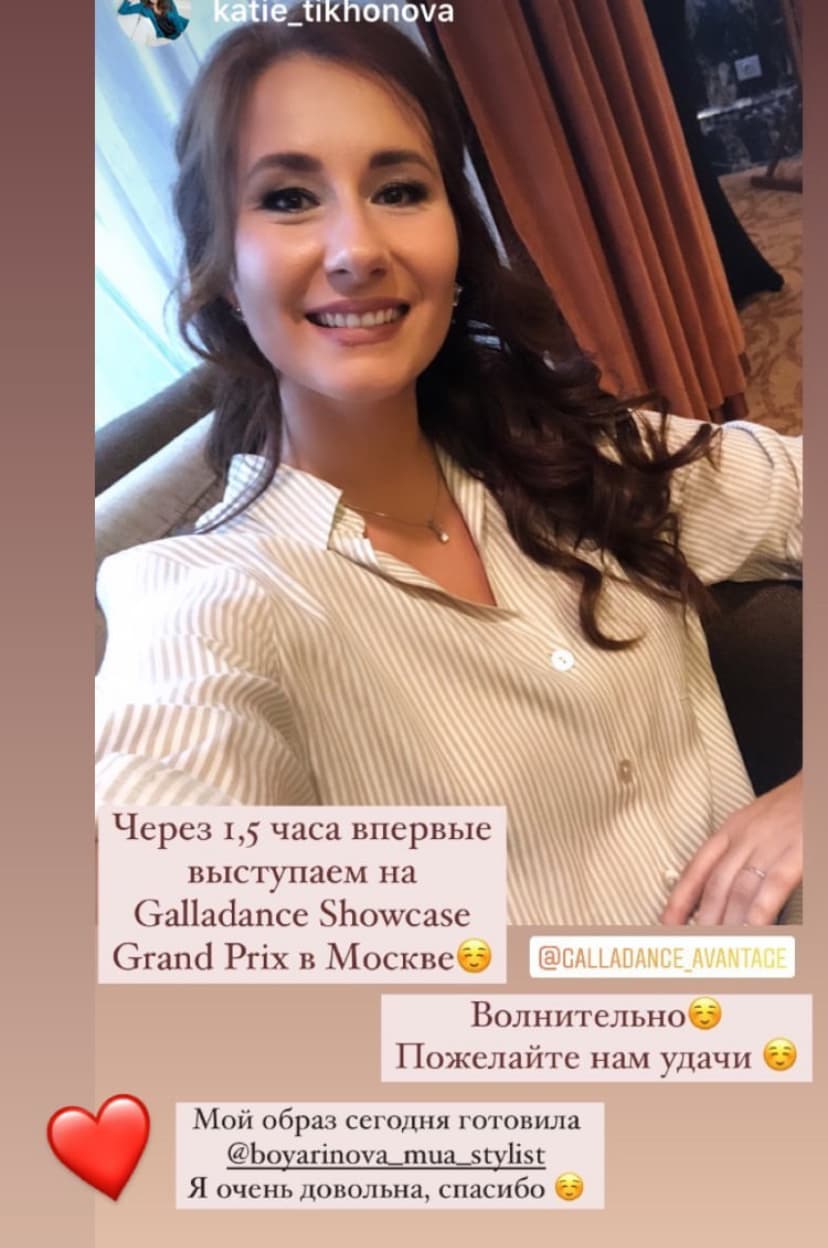 katie_tikhonova
Через 1,5 часа впервые
выступаем на
Galladance Showcase
Grand Prix в Москве☺️
@GALLADANCE_AVANTAGE
Волнительно☺️
Пожелайте нам удачи ☺️
Мой образ сегодня готовила
@boyarinova_mua_stylist
Я очень довольна, спасибо ☺️